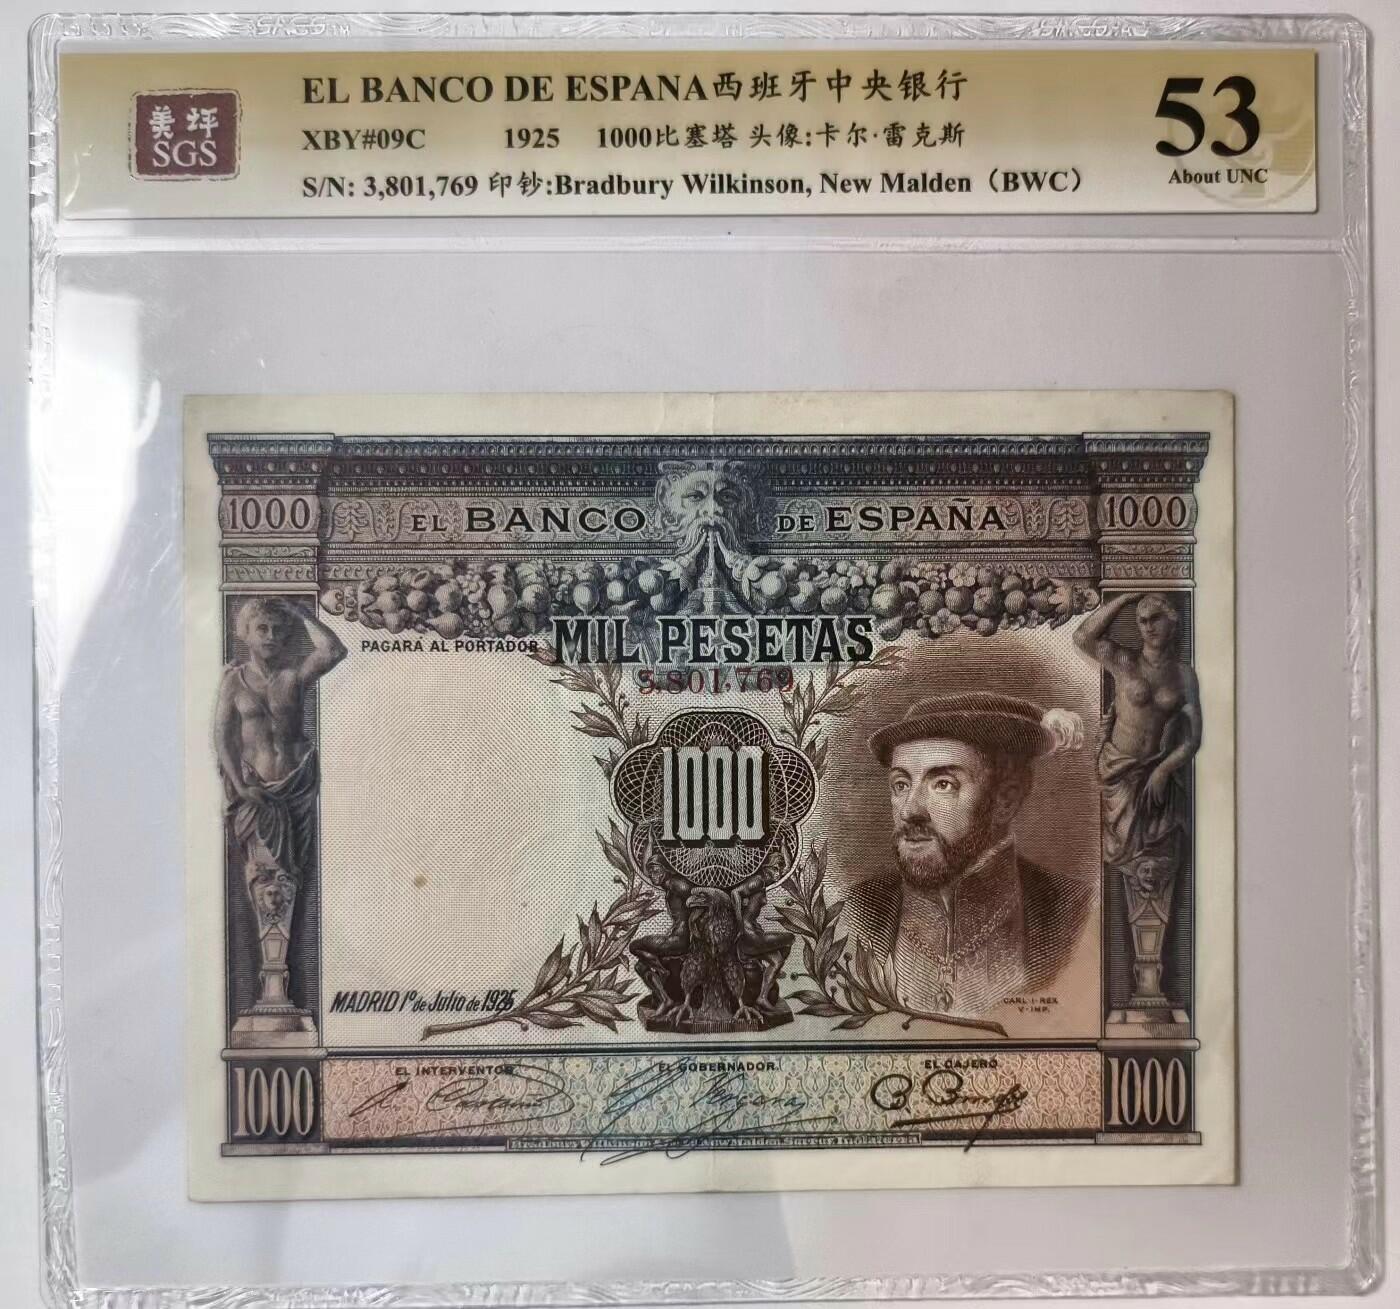 美坪
SGS
EL BANCO DE ESPANA西班牙中央银行
XBY#09C 1925 1000比塞塔 头像:卡尔·雷克斯
S/N: 3,801,769 印钞:Bradbury Wilkinson, New Malden（BWC）
53
About UNC
1000 EL BANCO DE ESPAÑA 1000
PAGARÁ AL PORTADOR MIL PESETAS
3,801,769
1000
MADRID 1º de Julio de 1925
CARL·I·REX
V·IMP.
EL INTERVENTOR EL GOBERNADOR. EL CAJERO
1000 1000